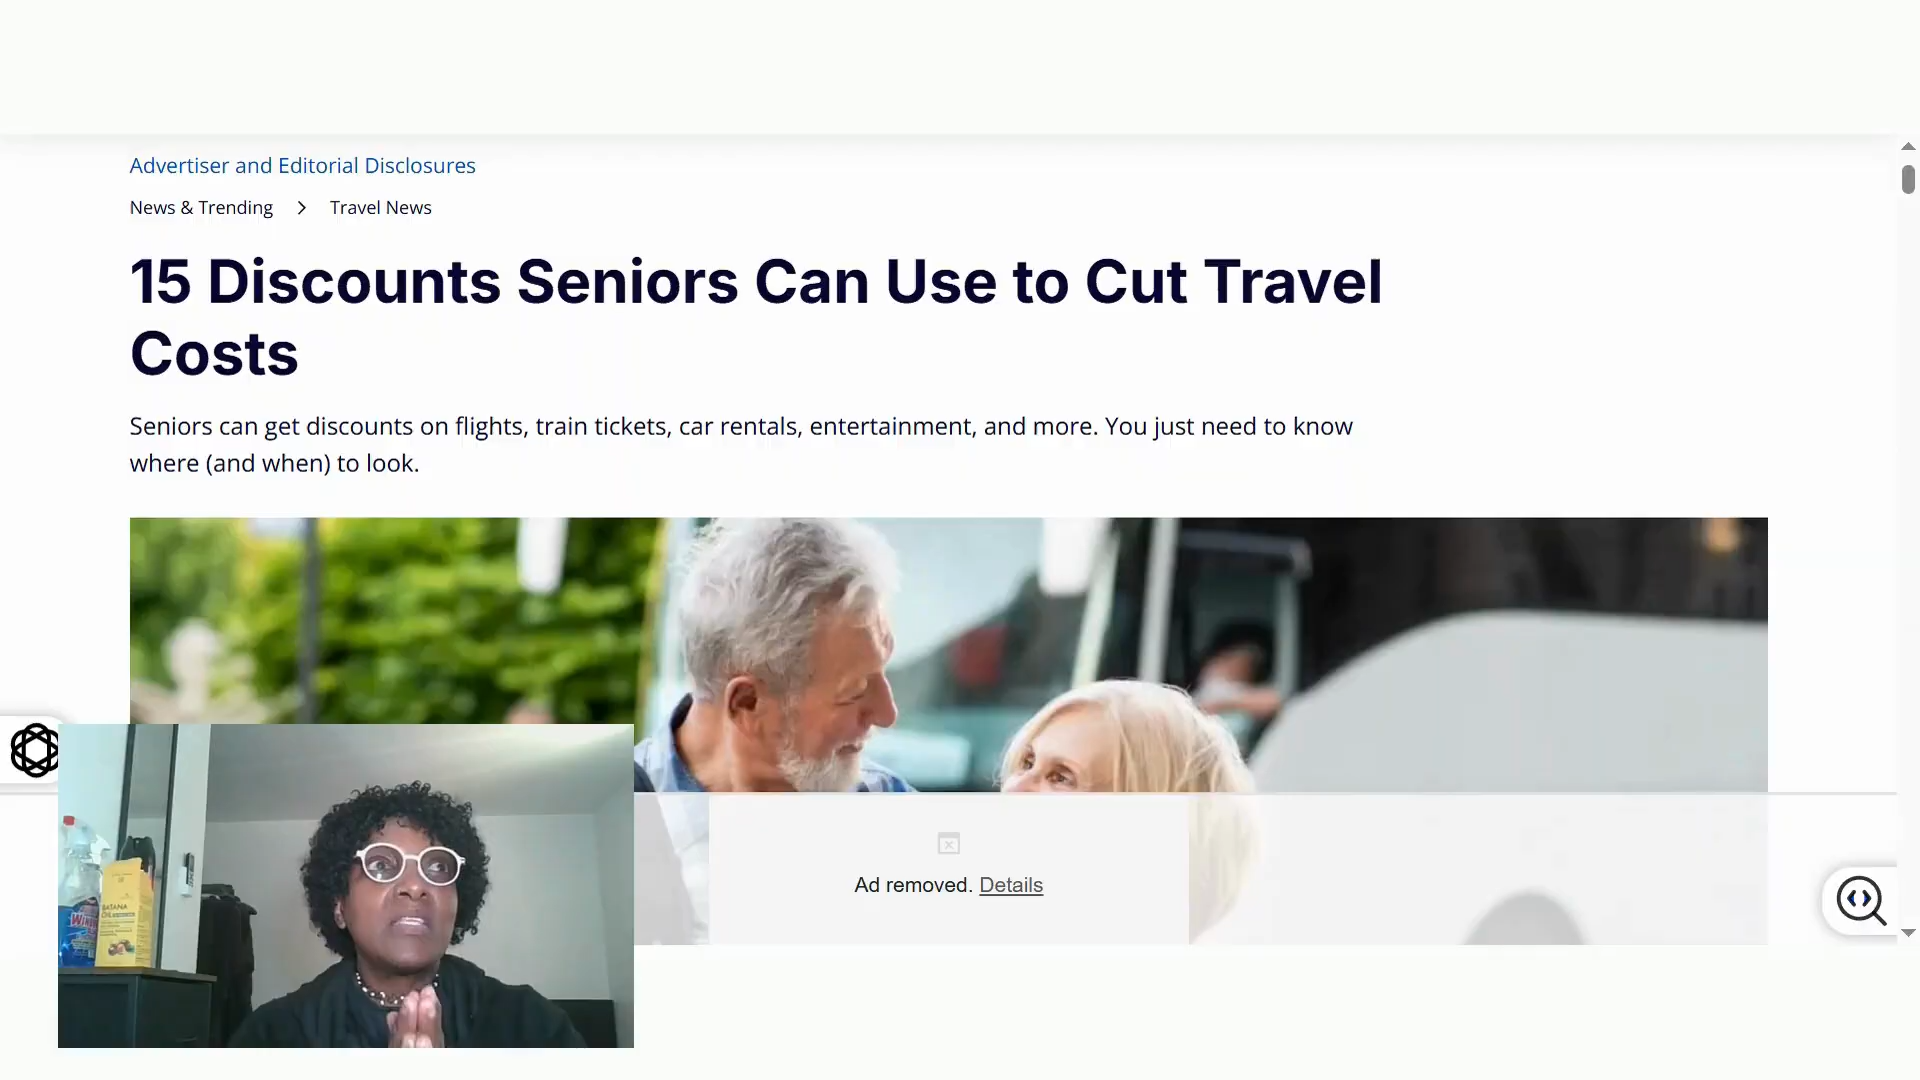 Advertiser and Editorial Disclosures
News & Trending > Travel News
15 Discounts Seniors Can Use to Cut Travel
Costs
Seniors can get discounts on flights, train tickets, car rentals, entertainment, and more. You just need to know
where (and when) to look.
Ad removed. Details
BATANA